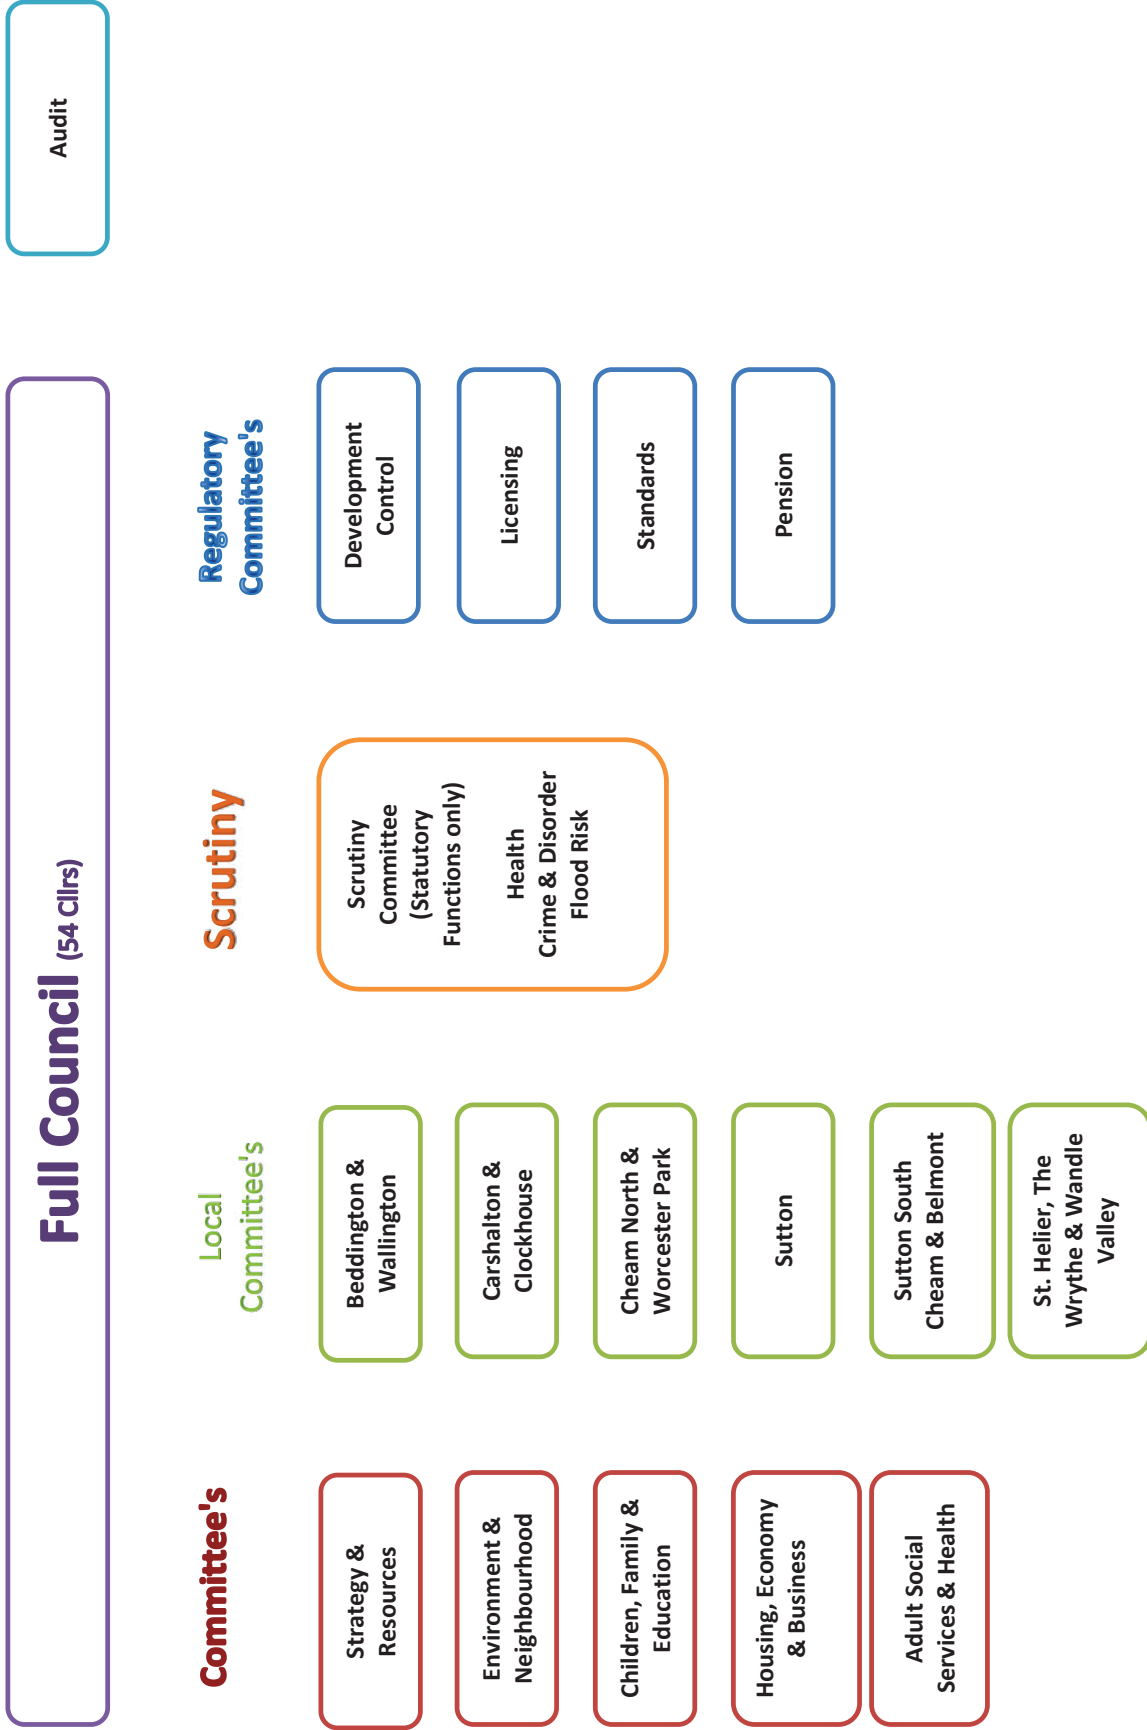 Full Council (54 Cllrs)
Audit
Committee's
Strategy &
Resources
Environment &
Neighbourhood
Children, Family &
Education
Housing, Economy
& Business
Adult Social
Services & Health
Local
Committee's
Beddington &
Wallington
Carshalton &
Clockhouse
Cheam North &
Worcester Park
Sutton
Sutton South
Cheam & Belmont
St. Helier, The
Wrythe & Wandle
Valley
Scrutiny
Scrutiny
Committee
(Statutory
Functions only)
Health
Crime & Disorder
Flood Risk
Regulatory
Committee's
Development
Control
Licensing
Standards
Pension